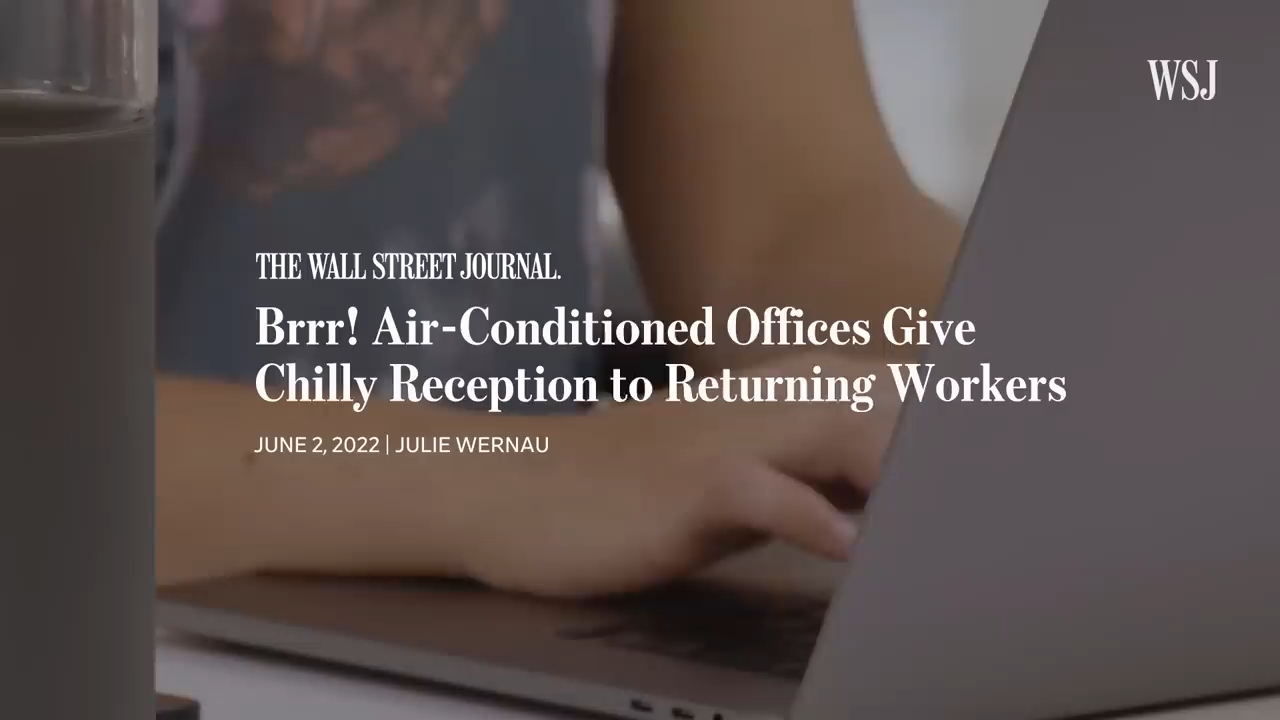 WSJ
THE WALL STREET JOURNAL.
Brrr! Air-Conditioned Offices Give
Chilly Reception to Returning Workers
JUNE 2, 2022 | JULIE WERNAU